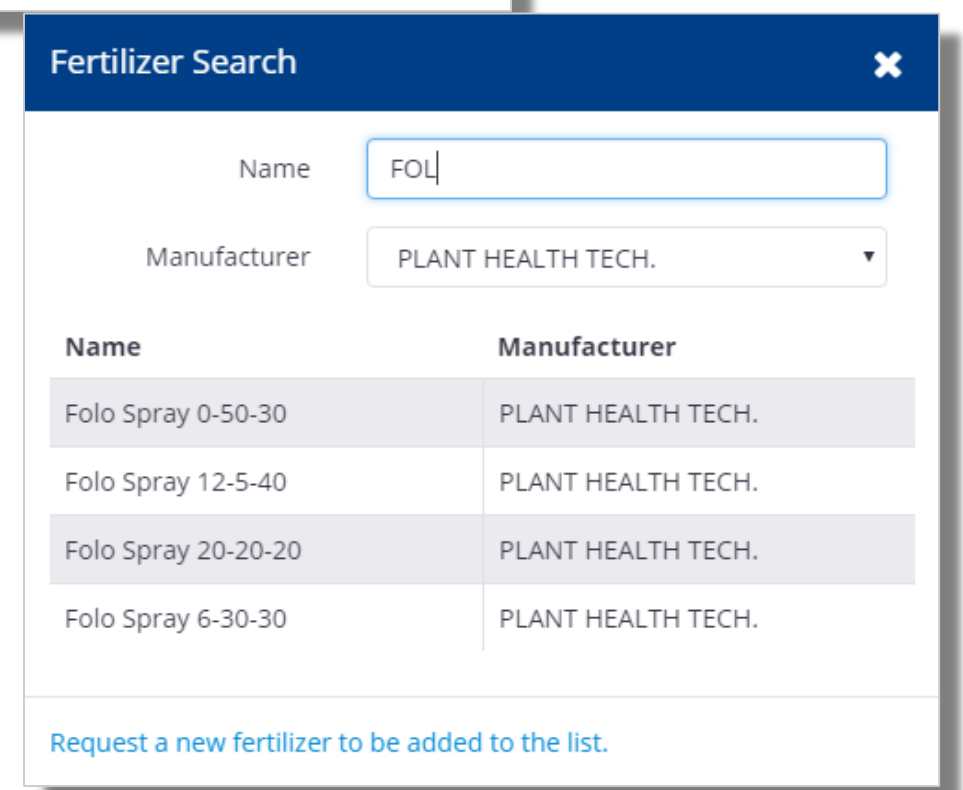 Fertilizer Search
Name FOL
Manufacturer PLANT HEALTH TECH.
Name Manufacturer
Folo Spray 0-50-30 PLANT HEALTH TECH.
Folo Spray 12-5-40 PLANT HEALTH TECH.
Folo Spray 20-20-20 PLANT HEALTH TECH.
Folo Spray 6-30-30 PLANT HEALTH TECH.
Request a new fertilizer to be added to the list.